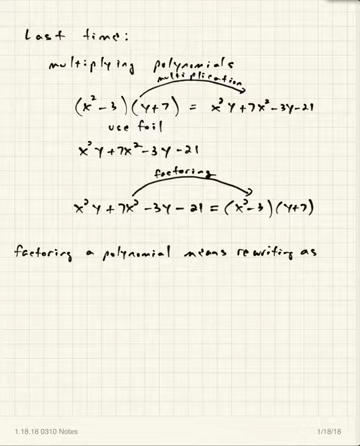 Last time:
multiplying polynomials
multiplication
(x²-3)(y+7) = x²y+7x²-3y-21
use foil
x²y+7x²-3y-21
factoring
x²y+7x²-3y-21=(x²-3)(y+7)
factoring a polynomial means rewriting as
1.18.18 0310 Notes
1/18/18